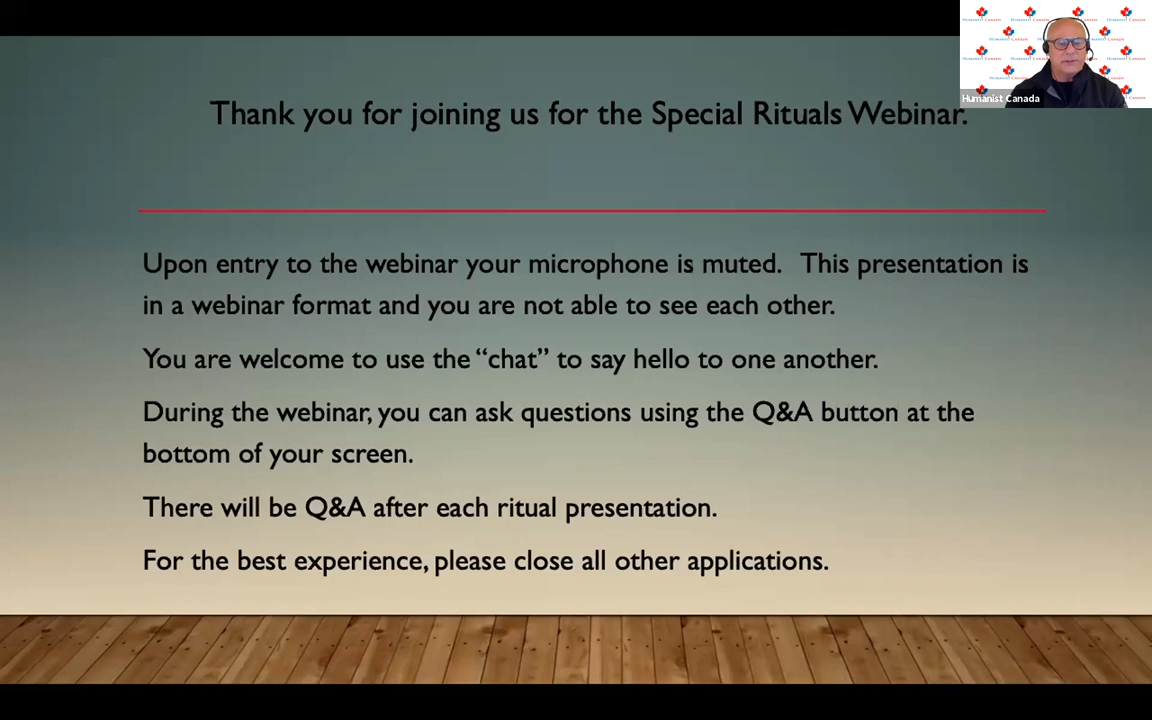 Thank you for joining us for the Special Rituals Webinar.
Upon entry to the webinar your microphone is muted.  This presentation is
in a webinar format and you are not able to see each other.
You are welcome to use the “chat” to say hello to one another.
During the webinar, you can ask questions using the Q&A button at the
bottom of your screen.
There will be Q&A after each ritual presentation.
For the best experience, please close all other applications.
Humanist Canada